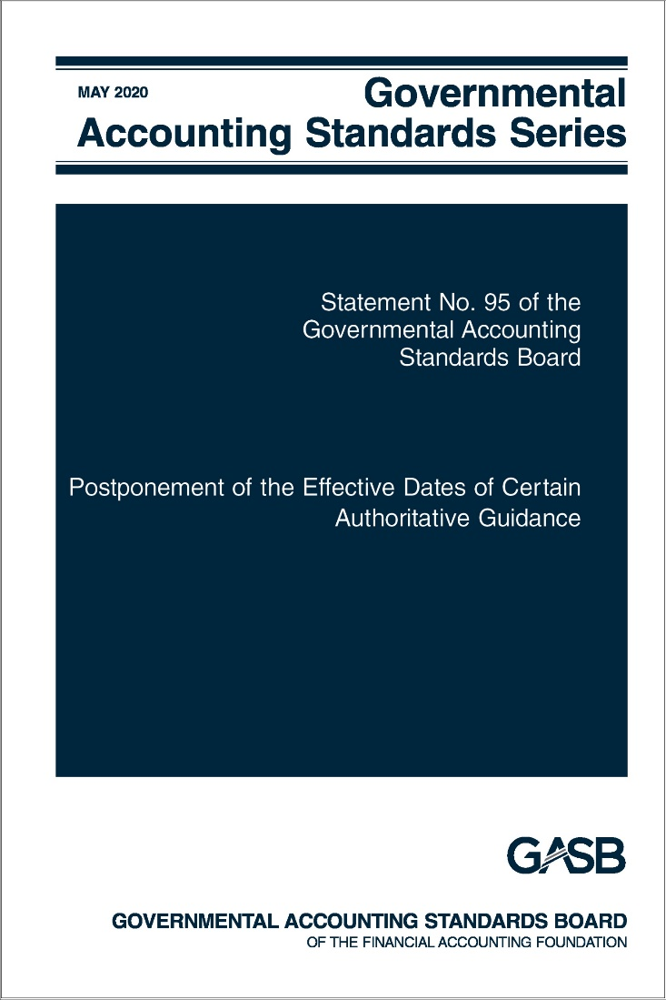 MAY 2020
Governmental
Accounting Standards Series
Statement No. 95 of the
Governmental Accounting
Standards Board
Postponement of the Effective Dates of Certain
Authoritative Guidance
GASB
GOVERNMENTAL ACCOUNTING STANDARDS BOARD
OF THE FINANCIAL ACCOUNTING FOUNDATION